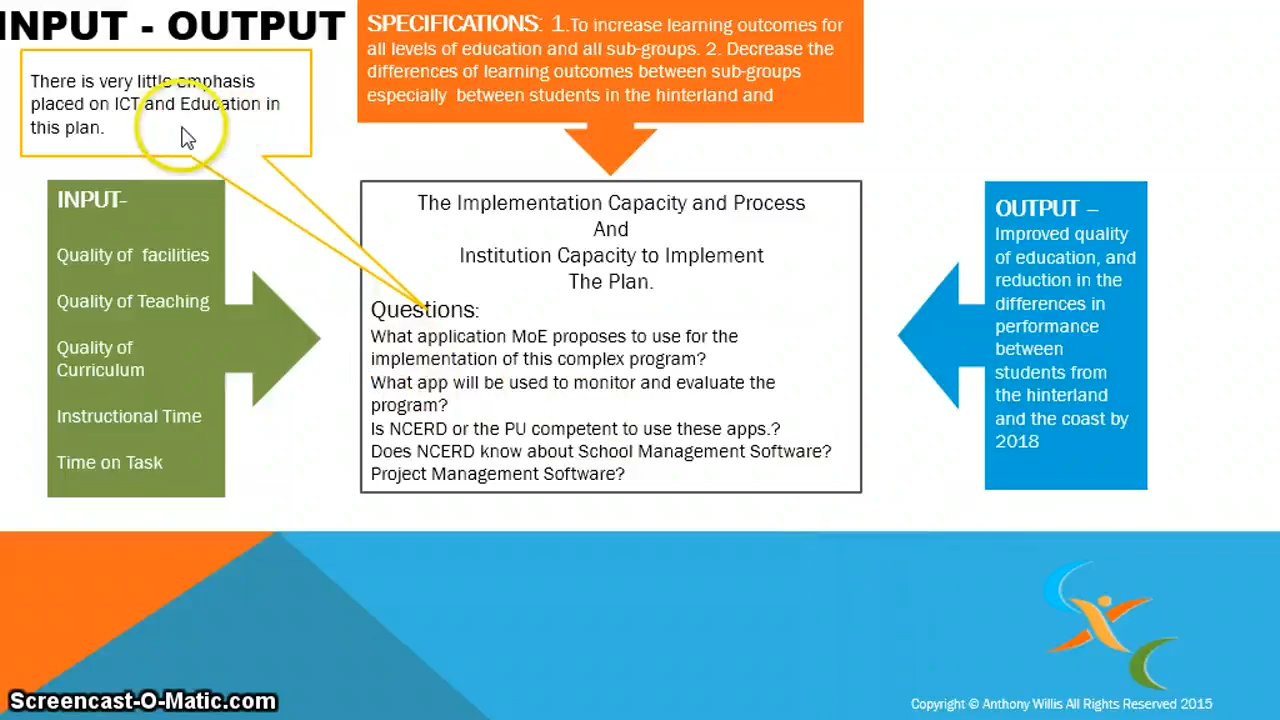 INPUT - OUTPUT
SPECIFICATIONS: 1.To increase learning outcomes for
all levels of education and all sub-groups. 2. Decrease the
differences of learning outcomes between sub-groups
especially between students in the hinterland and
There is very little emphasis
placed on ICT and Education in
this plan.
INPUT-
Quality of facilities
Quality of Teaching
Quality of
Curriculum
Instructional Time
Time on Task
The Implementation Capacity and Process
And
Institution Capacity to Implement
The Plan.
Questions:
What application MoE proposes to use for the
implementation of this complex program?
What app will be used to monitor and evaluate the
program?
Is NCERD or the PU competent to use these apps.?
Does NCERD know about School Management Software?
Project Management Software?
OUTPUT –
Improved quality
of education, and
reduction in the
differences in
performance
between
students from
the hinterland
and the coast by
2018
Screencast-O-Matic.com
Copyright © Anthony Willis All Rights Reserved 2015